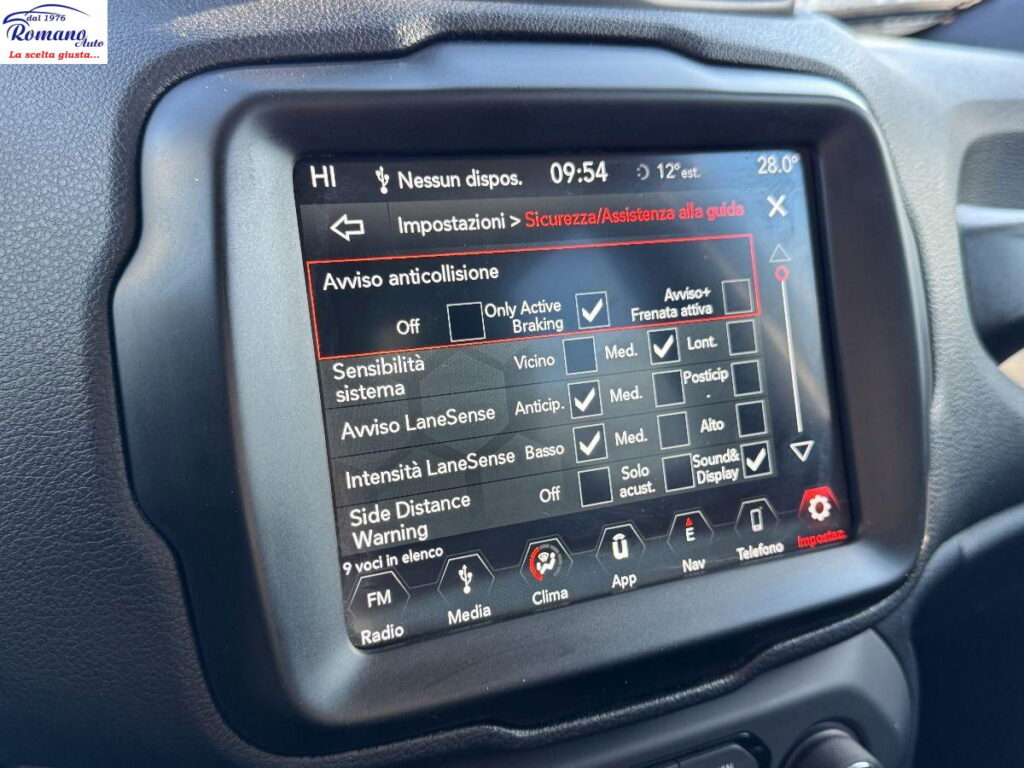 dal 1976
Romano
Auto
La scelta giusta...
HI Nessun dispos. 09:54 12°est. 28.0°
Impostazioni > Sicurezza/Assistenza alla guida
Avviso anticollisione
Off Only Active Braking Avviso+ Frenata attiva
Sensibilità sistema Vicino Med. Lont.
Avviso LaneSense Anticip. Med. Posticip.
Intensità LaneSense Basso Med. Alto
Side Distance Warning Off Solo acust. Sound& Display
9 voci in elenco
FM E
Radio Media Clima App Nav Telefono Impostaz.